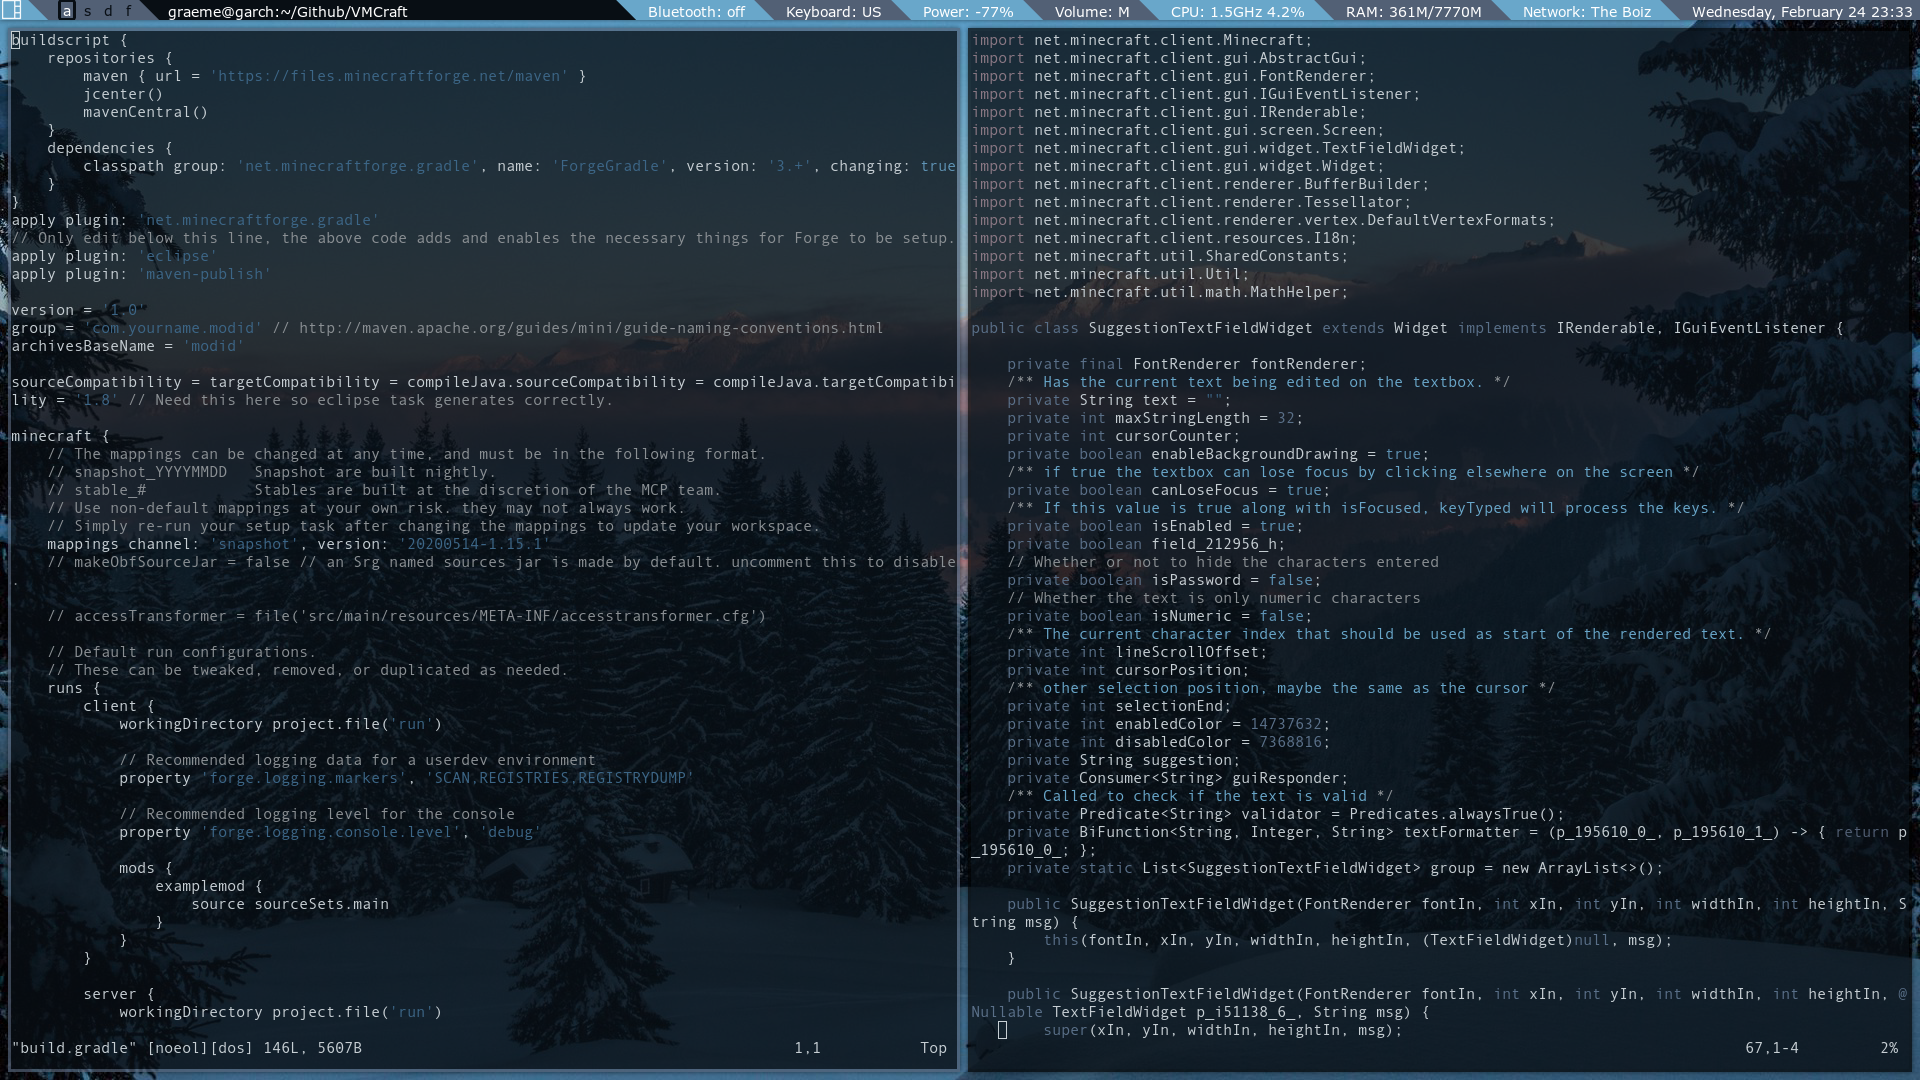 a s d f graeme@garch:~/Github/VMCraft Bluetooth: off Keyboard: US Power: -77% Volume: M CPU: 1.5GHz 4.2% RAM: 361M/7770M Network: The Boiz Wednesday, February 24 23:33
buildscript {
    repositories {
        maven { url = 'https://files.minecraftforge.net/maven' }
        jcenter()
        mavenCentral()
    }
    dependencies {
        classpath group: 'net.minecraftforge.gradle', name: 'ForgeGradle', version: '3.+', changing: true
    }
}
apply plugin: 'net.minecraftforge.gradle'
// Only edit below this line, the above code adds and enables the necessary things for Forge to be setup.
apply plugin: 'eclipse'
apply plugin: 'maven-publish'
version = '1.0'
group = 'com.yourname.modid' // http://maven.apache.org/guides/mini/guide-naming-conventions.html
archivesBaseName = 'modid'
sourceCompatibility = targetCompatibility = compileJava.sourceCompatibility = compileJava.targetCompatibi
lity = '1.8' // Need this here so eclipse task generates correctly.
minecraft {
    // The mappings can be changed at any time, and must be in the following format.
    // snapshot_YYYYMMDD   Snapshot are built nightly.
    // stable_#            Stables are built at the discretion of the MCP team.
    // Use non-default mappings at your own risk. they may not always work.
    // Simply re-run your setup task after changing the mappings to update your workspace.
    mappings channel: 'snapshot', version: '20200514-1.15.1'
    // makeObfSourceJar = false // an Srg named sources jar is made by default. uncomment this to disable
.
    // accessTransformer = file('src/main/resources/META-INF/accesstransformer.cfg')
    // Default run configurations.
    // These can be tweaked, removed, or duplicated as needed.
    runs {
        client {
            workingDirectory project.file('run')
            // Recommended logging data for a userdev environment
            property 'forge.logging.markers', 'SCAN,REGISTRIES,REGISTRYDUMP'
            // Recommended logging level for the console
            property 'forge.logging.console.level', 'debug'
            mods {
                examplemod {
                    source sourceSets.main
                }
            }
        }
        server {
            workingDirectory project.file('run')
"build.gradle" [noeol][dos] 146L, 5607B 1,1 Top
import net.minecraft.client.Minecraft;
import net.minecraft.client.gui.AbstractGui;
import net.minecraft.client.gui.FontRenderer;
import net.minecraft.client.gui.IGuiEventListener;
import net.minecraft.client.gui.IRenderable;
import net.minecraft.client.gui.screen.Screen;
import net.minecraft.client.gui.widget.TextFieldWidget;
import net.minecraft.client.gui.widget.Widget;
import net.minecraft.client.renderer.BufferBuilder;
import net.minecraft.client.renderer.Tessellator;
import net.minecraft.client.renderer.vertex.DefaultVertexFormats;
import net.minecraft.client.resources.I18n;
import net.minecraft.util.SharedConstants;
import net.minecraft.util.Util;
import net.minecraft.util.math.MathHelper;
public class SuggestionTextFieldWidget extends Widget implements IRenderable, IGuiEventListener {
    private final FontRenderer fontRenderer;
    /** Has the current text being edited on the textbox. */
    private String text = "";
    private int maxStringLength = 32;
    private int cursorCounter;
    private boolean enableBackgroundDrawing = true;
    /** if true the textbox can lose focus by clicking elsewhere on the screen */
    private boolean canLoseFocus = true;
    /** If this value is true along with isFocused, keyTyped will process the keys. */
    private boolean isEnabled = true;
    private boolean field_212956_h;
    // Whether or not to hide the characters entered
    private boolean isPassword = false;
    // Whether the text is only numeric characters
    private boolean isNumeric = false;
    /** The current character index that should be used as start of the rendered text. */
    private int lineScrollOffset;
    private int cursorPosition;
    /** other selection position, maybe the same as the cursor */
    private int selectionEnd;
    private int enabledColor = 14737632;
    private int disabledColor = 7368816;
    private String suggestion;
    private Consumer<String> guiResponder;
    /** Called to check if the text is valid */
    private Predicate<String> validator = Predicates.alwaysTrue();
    private BiFunction<String, Integer, String> textFormatter = (p_195610_0_, p_195610_1_) -> { return p
_195610_0_; };
    private static List<SuggestionTextFieldWidget> group = new ArrayList<>();
    public SuggestionTextFieldWidget(FontRenderer fontIn, int xIn, int yIn, int widthIn, int heightIn, S
tring msg) {
        this(fontIn, xIn, yIn, widthIn, heightIn, (TextFieldWidget)null, msg);
    }
    public SuggestionTextFieldWidget(FontRenderer fontIn, int xIn, int yIn, int widthIn, int heightIn, @
Nullable TextFieldWidget p_i51138_6_, String msg) {
        super(xIn, yIn, widthIn, heightIn, msg);
67,1-4 2%